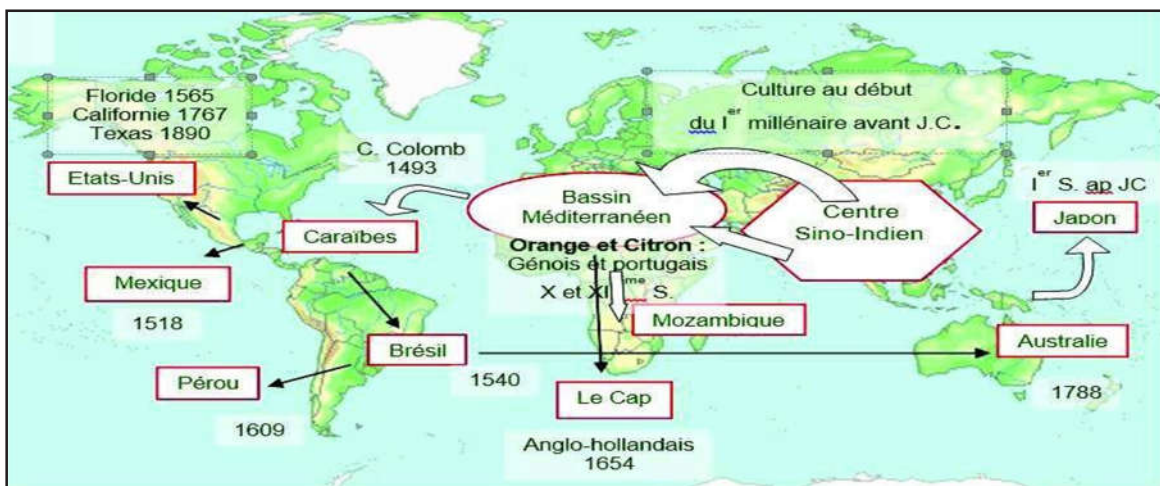 Floride 1565
Californie 1767
Texas 1890
Etats-Unis
C. Colomb
1493
Caraïbes
Mexique
1518
Brésil
1540
Pérou
1609
Bassin
Méditerranéen
Orange et Citron :
Génois et portugais
X et XI ème S.
Mozambique
Le Cap
Anglo-hollandais
1654
Culture au début
du Ier millénaire avant J.C.
Centre
Sino-Indien
Ier S. ap JC
Japon
Australie
1788